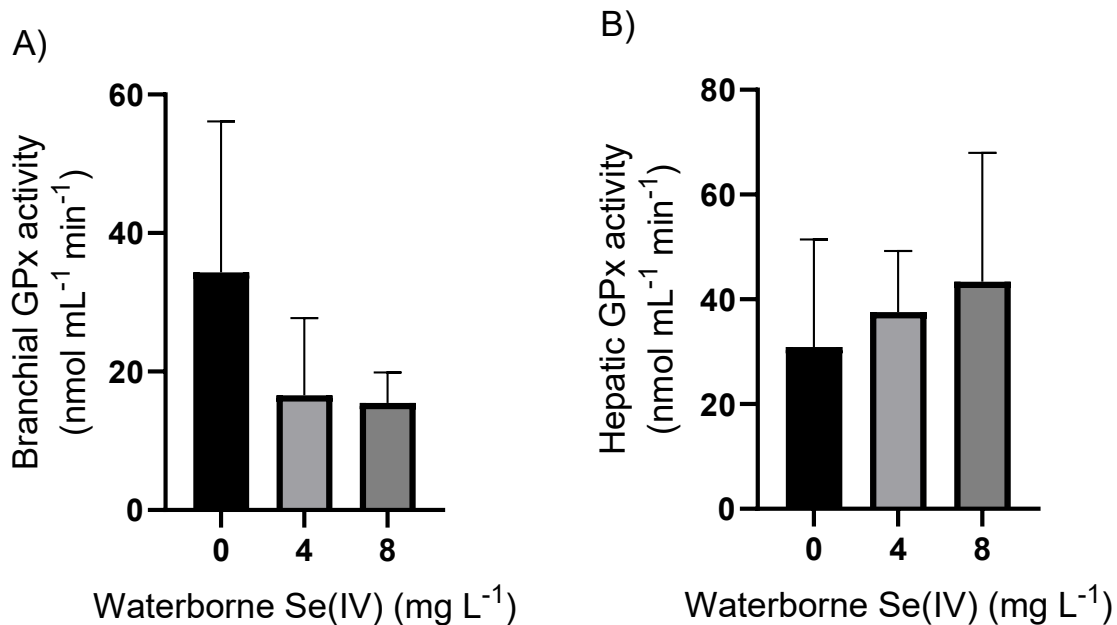 A)
Branchial GPx activity
(nmol mL⁻¹ min⁻¹)
60
40
20
0
0 4 8
Waterborne Se(IV) (mg L⁻¹)
B)
Hepatic GPx activity
(nmol mL⁻¹ min⁻¹)
80
60
40
20
0
0 4 8
Waterborne Se(IV) (mg L⁻¹)